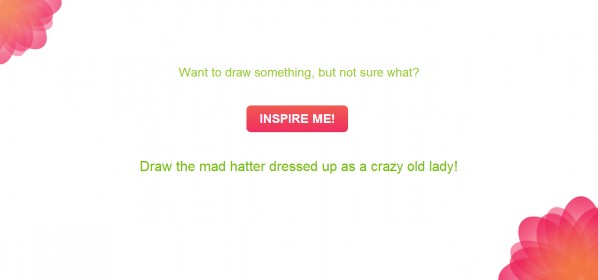 Want to draw something, but not sure what?
INSPIRE ME!
Draw the mad hatter dressed up as a crazy old lady!